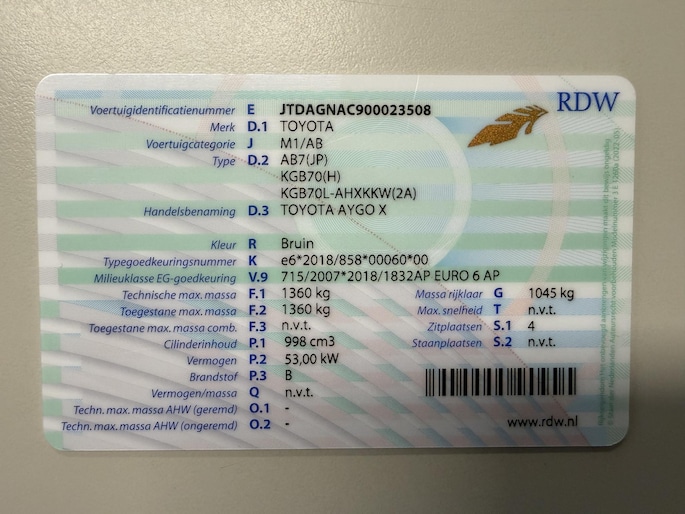 RDW
Voertuigidentificatienummer E JTDAGNAC900023508
Merk D.1 TOYOTA
Voertuigcategorie J M1/AB
Type D.2 AB7(JP)
KGB70(H)
KGB70L-AHXKKW(2A)
Handelsbenaming D.3 TOYOTA AYGO X
Kleur R Bruin
Typegoedkeuringsnummer K e6*2018/858*00060*00
Milieuklasse EG-goedkeuring V.9 715/2007*2018/1832AP EURO 6 AP
Technische max. massa F.1 1360 kg Massa rijklaar G 1045 kg
Toegestane max. massa F.2 1360 kg Max. snelheid T n.v.t.
Toegestane max. massa comb. F.3 n.v.t. Zitplaatsen S.1 4
Cilinderinhoud P.1 998 cm3 Staanplaatsen S.2 n.v.t.
Vermogen P.2 53,00 kW
Brandstof P.3 B
Vermogen/massa Q n.v.t.
Techn. max. massa AHW (geremd) O.1 -
Techn. max. massa AHW (ongeremd) O.2 -
www.rdw.nl